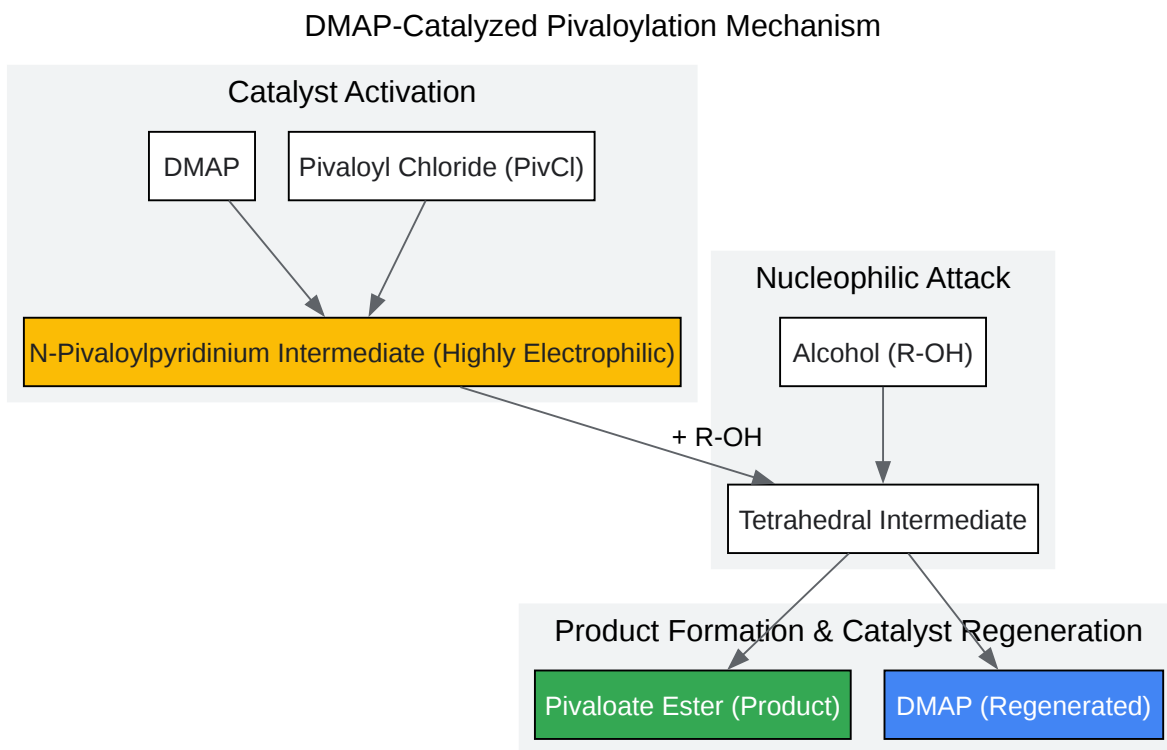 DMAP-Catalyzed Pivaloylation Mechanism
Catalyst Activation
DMAP
Pivaloyl Chloride (PivCl)
N-Pivaloylpyridinium Intermediate (Highly Electrophilic)
Nucleophilic Attack
Alcohol (R-OH)
+ R-OH
Tetrahedral Intermediate
Product Formation & Catalyst Regeneration
Pivaloate Ester (Product)
DMAP (Regenerated)